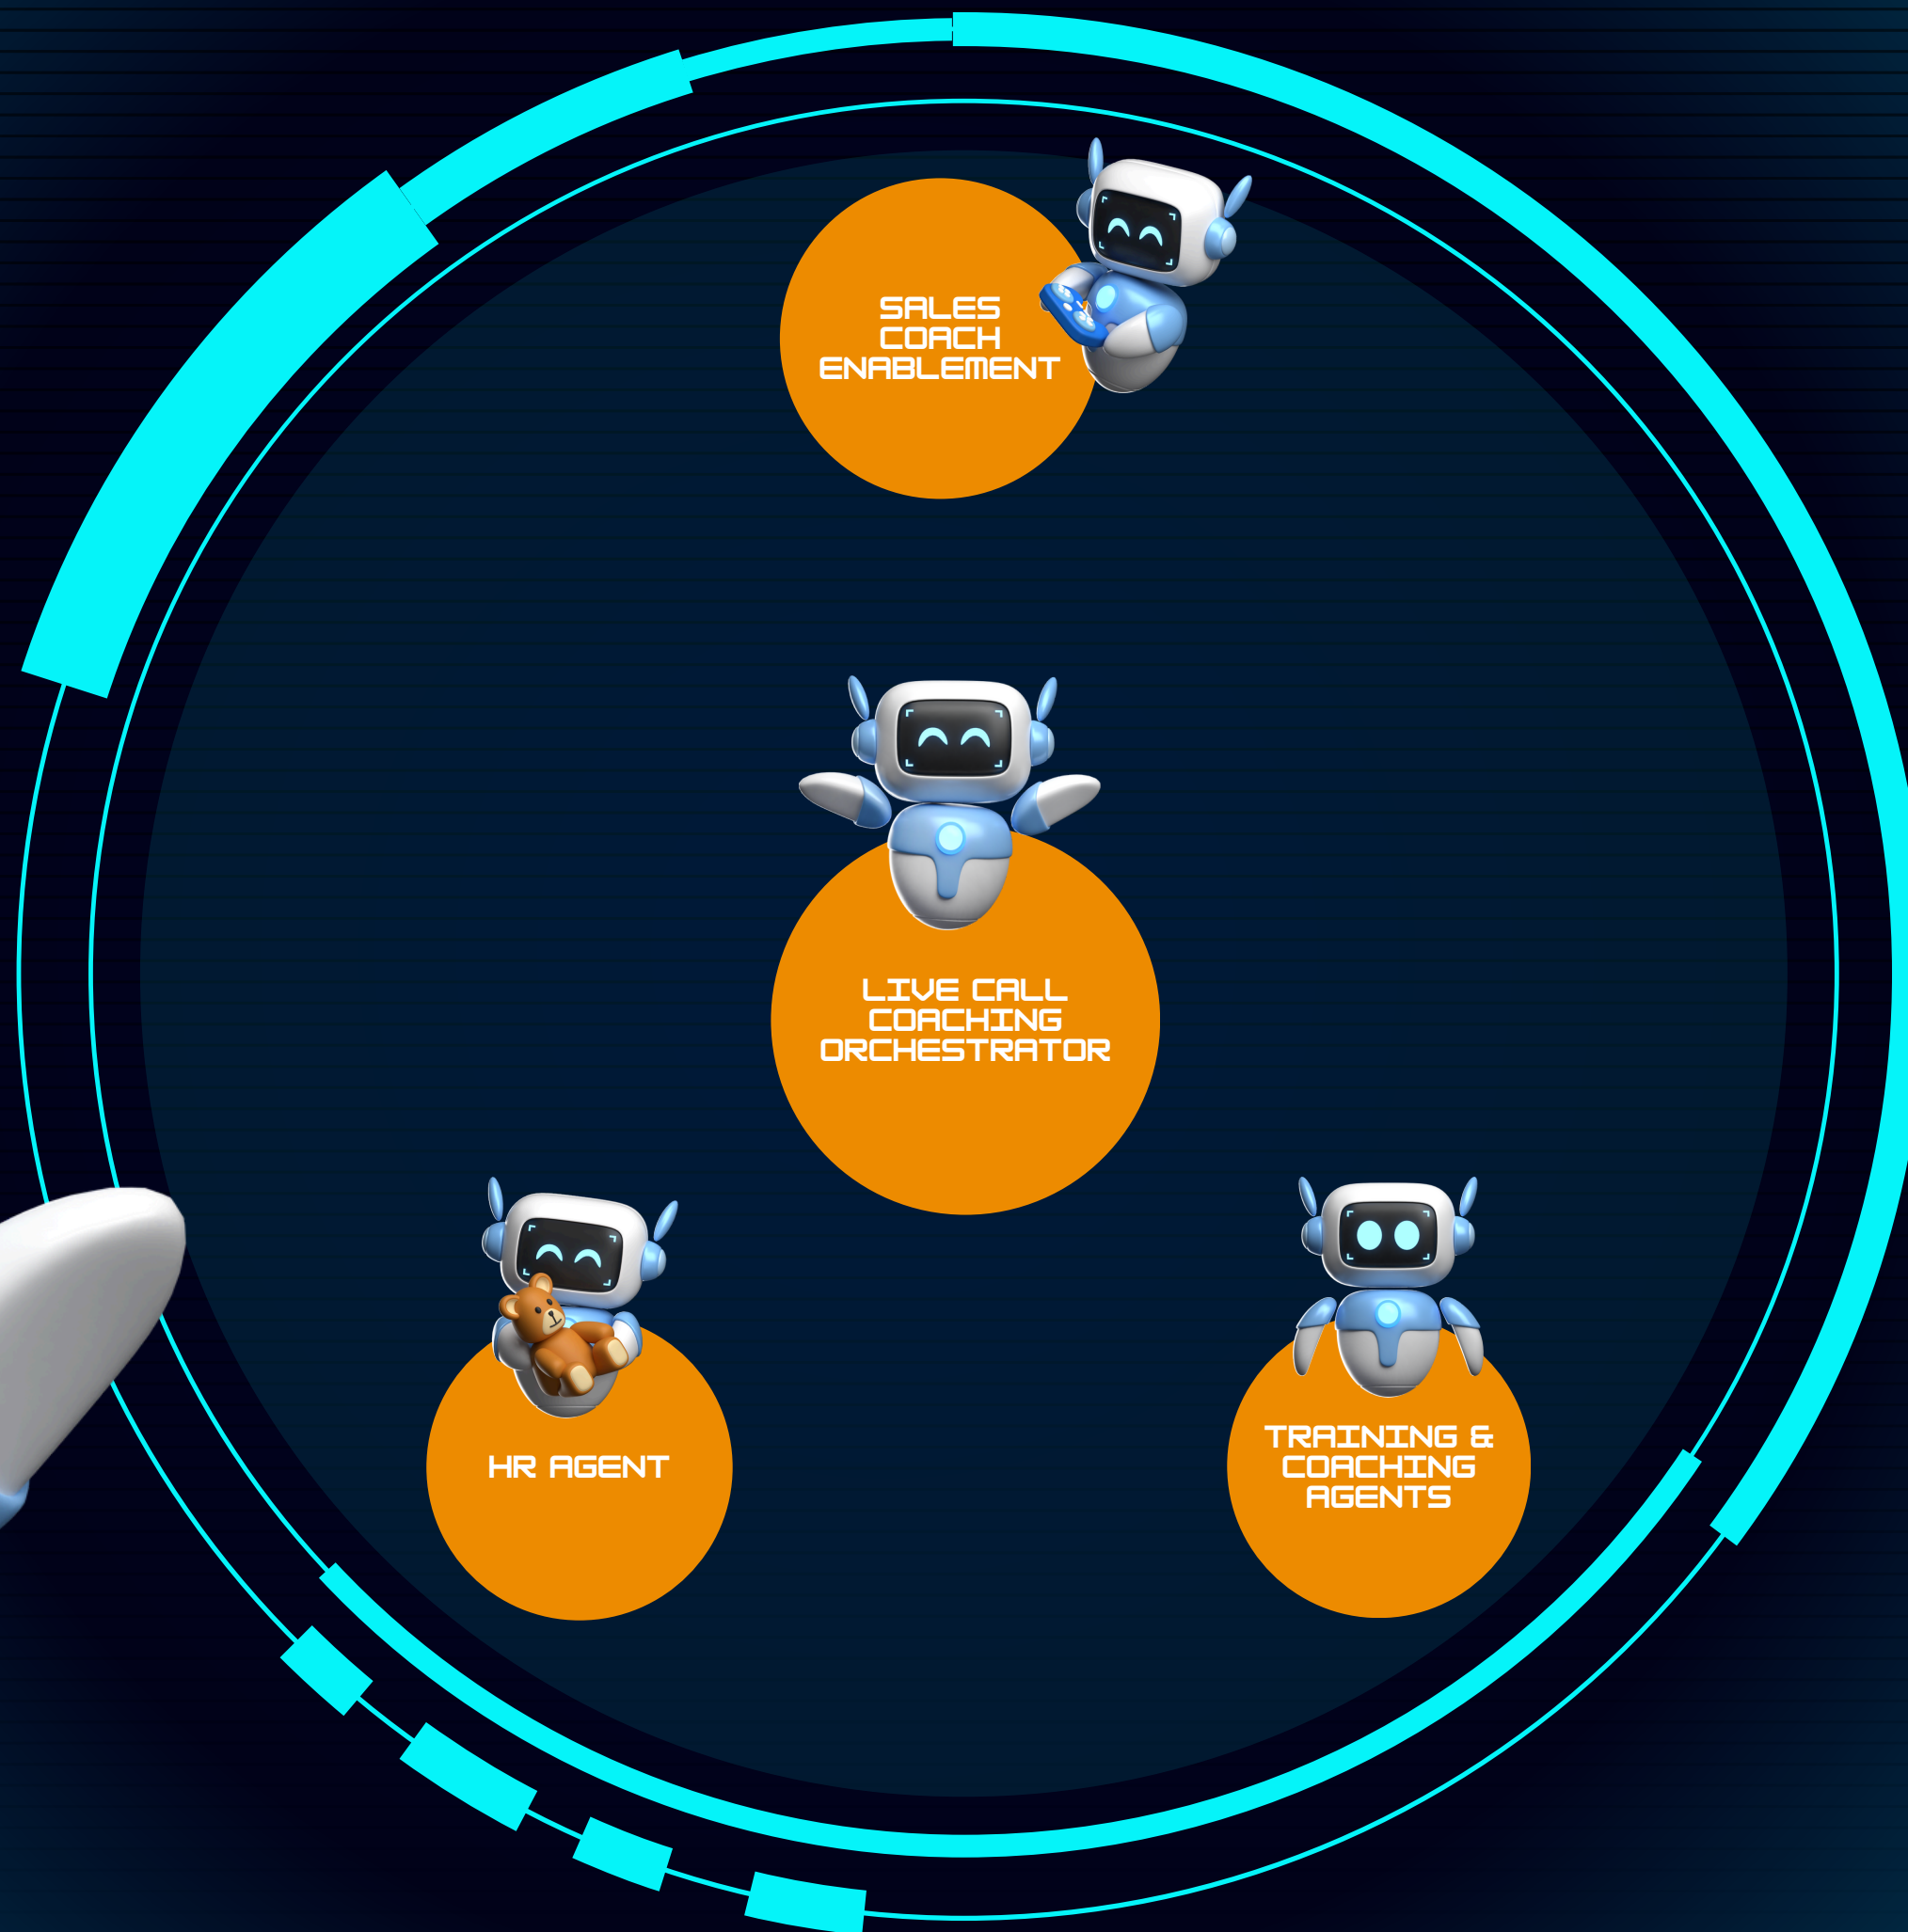 SALES
COACH
ENABLEMENT
LIVE CALL
COACHING
ORCHESTRATOR
HR AGENT
TRAINING &
COACHING
AGENTS